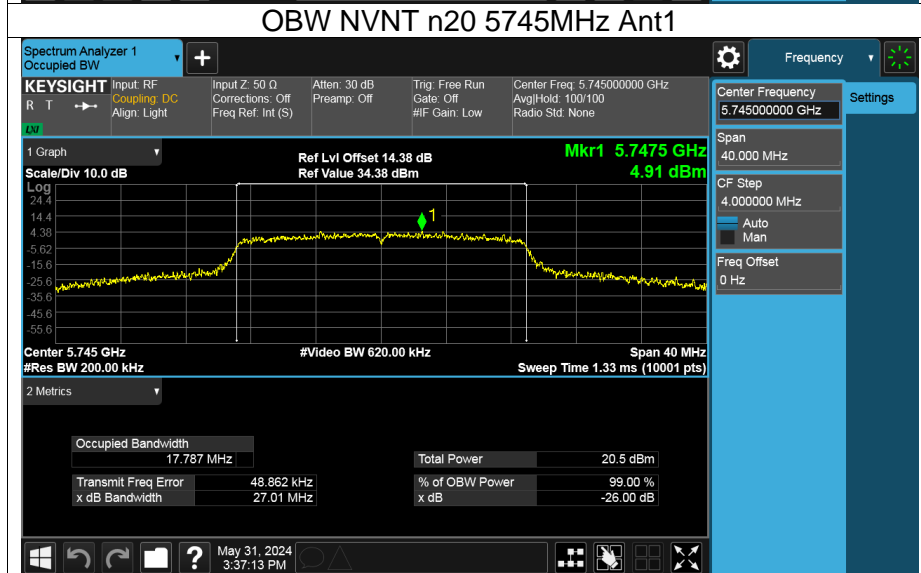 OBW NVNT n20 5745MHz Ant1
Spectrum Analyzer 1
Occupied BW
+
Frequency
KEYSIGHT
R T
LXI
Input: RF
Coupling: DC
Align: Light
Input Z: 50 Ω
Corrections: Off
Freq Ref: Int (S)
Atten: 30 dB
Preamp: Off
Trig: Free Run
Gate: Off
#IF Gain: Low
Center Freq: 5.745000000 GHz
Avg|Hold: 100/100
Radio Std: None
Center Frequency
5.745000000 GHz
Settings
Span
40.000 MHz
CF Step
4.000000 MHz
Auto
Man
Freq Offset
0 Hz
1 Graph
Scale/Div 10.0 dB
Ref Lvl Offset 14.38 dB
Ref Value 34.38 dBm
Mkr1 5.7475 GHz
4.91 dBm
Log
24.4
14.4
4.38
-5.62
-15.6
-25.6
-35.6
-45.6
-55.6
1
Center 5.745 GHz
#Video BW 620.00 kHz
Span 40 MHz
#Res BW 200.00 kHz
Sweep Time 1.33 ms (10001 pts)
2 Metrics
Occupied Bandwidth
17.787 MHz
Total Power 20.5 dBm
Transmit Freq Error 48.862 kHz
% of OBW Power 99.00 %
x dB Bandwidth 27.01 MHz
x dB -26.00 dB
?
May 31, 2024
3:37:13 PM